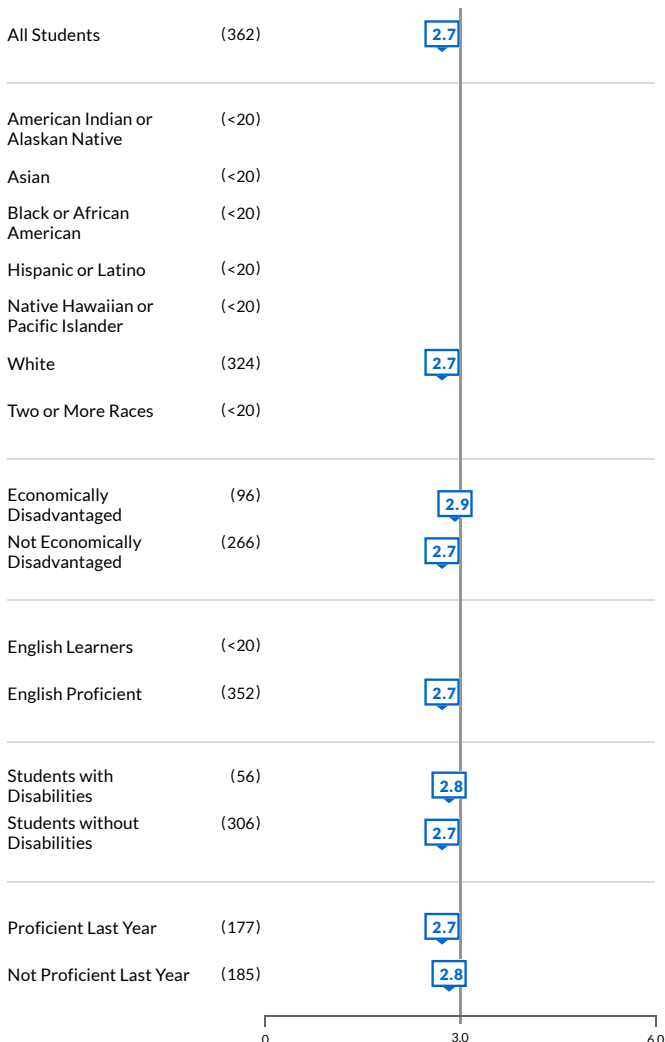 All Students (362) 2.7
American Indian or (<20)
Alaskan Native
Asian (<20)
Black or African (<20)
American
Hispanic or Latino (<20)
Native Hawaiian or (<20)
Pacific Islander
White (324) 2.7
Two or More Races (<20)
Economically (96) 2.9
Disadvantaged
Not Economically (266) 2.7
Disadvantaged
English Learners (<20)
English Proficient (352) 2.7
Students with (56) 2.8
Disabilities
Students without (306) 2.7
Disabilities
Proficient Last Year (177) 2.7
Not Proficient Last Year (185) 2.8
0 3.0 6.0